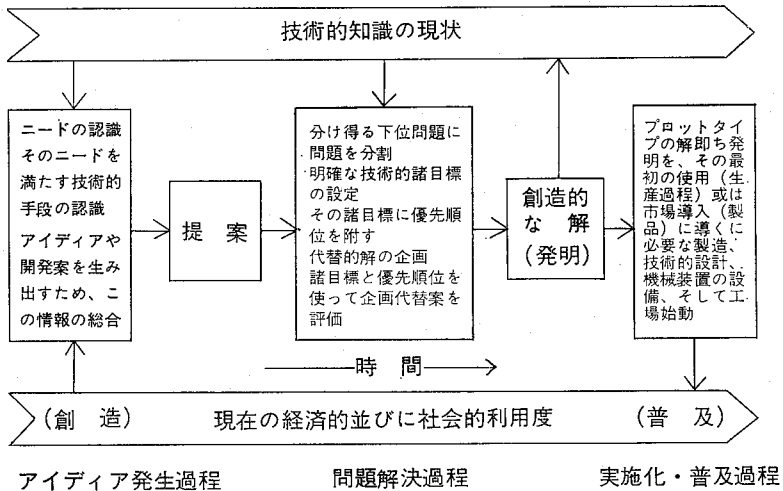 技術的知識の現状
ニードの認識
そのニードを
満たす技術的
手段の認識
アイディアや
開発案を生み
出すため、こ
の情報の総合
提 案
分け得る下位問題に
問題を分割
明確な技術的諸目標
の設定
その諸目標に優先順
位を附す
代替的解の企画
諸目標と優先順位を
使って企画代替案を
評価
創造的
な 解
(発明)
プロットタイ
プの解即ち発
明を、その最
初の使用(生
産過程)或は
市場導入(製
品)に導くに
必要な製造、
技術的設計、
機械装置の設
備、そして工
場始動
時 間
(創 造) 現在の経済的並びに社会的利用度 (普 及)
アイディア発生過程 問題解決過程 実施化・普及過程